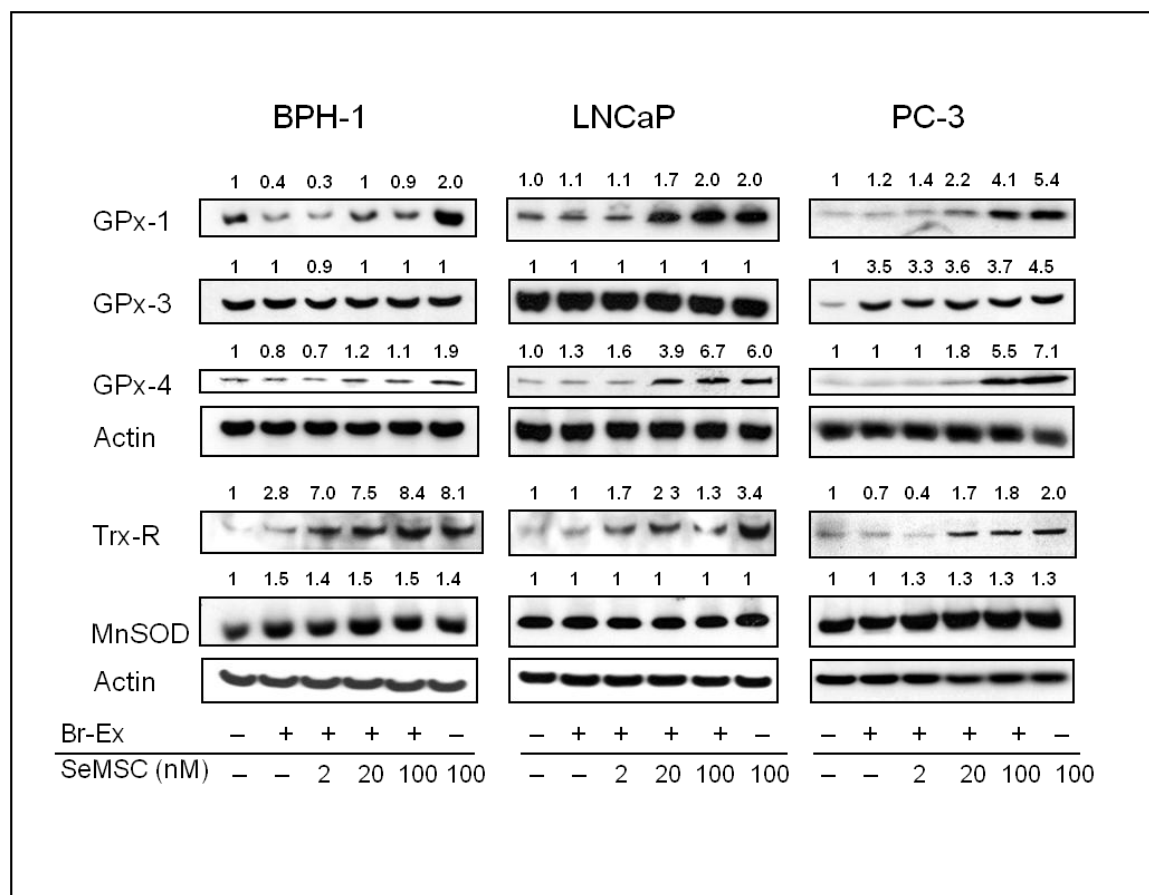 BPH-1 LNCaP PC-3
1 0.4 0.3 1 0.9 2.0 1.0 1.1 1.1 1.7 2.0 2.0 1 1.2 1.4 2.2 4.1 5.4
GPx-1
1 1 0.9 1 1 1 1 1 1 1 1 1 1 3.5 3.3 3.6 3.7 4.5
GPx-3
1 0.8 0.7 1.2 1.1 1.9 1.0 1.3 1.6 3.9 6.7 6.0 1 1 1 1.8 5.5 7.1
GPx-4
Actin
1 2.8 7.0 7.5 8.4 8.1 1 1 1.7 2 3 1.3 3.4 1 0.7 0.4 1.7 1.8 2.0
Trx-R
1 1.5 1.4 1.5 1.5 1.4 1 1 1 1 1 1 1 1 1.3 1.3 1.3 1.3
MnSOD
Actin
Br-Ex – + + + + – – + + + + – – + + + + –
SeMSC (nM) – – 2 20 100 100 – – 2 20 100 100 – – 2 20 100 100